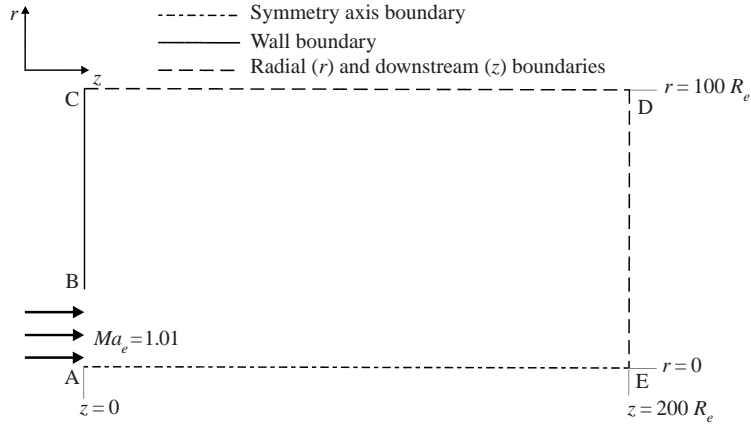 r
z
Symmetry axis boundary
Wall boundary
Radial (r) and downstream (z) boundaries
C
D
r = 100 R_e
B
Ma_e = 1.01
A
E
r = 0
z = 0
z = 200 R_e